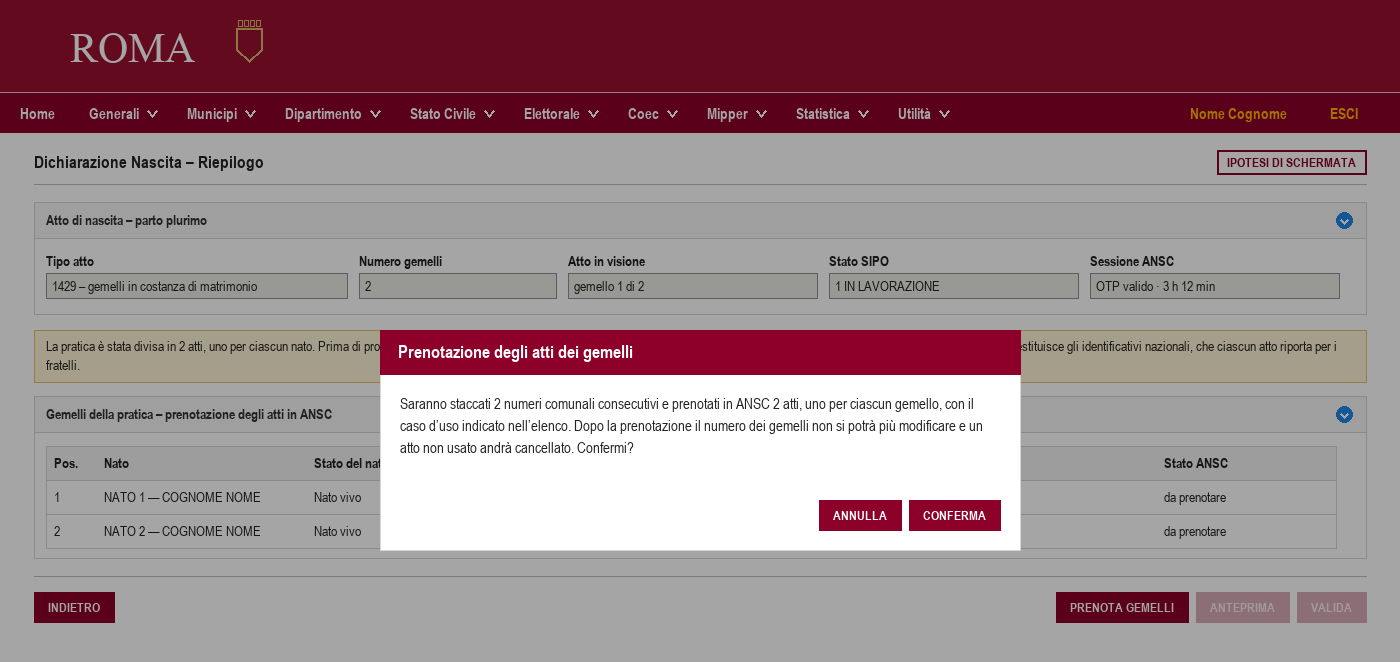 ROMA
Home Generali Municipi Dipartimento Stato Civile Elettorale Coec Mipper Statistica Utilità Nome Cognome ESCI
Dichiarazione Nascita – Riepilogo IPOTESI DI SCHERMATA
Atto di nascita – parto plurimo
Tipo atto Numero gemelli Atto in visione Stato SIPO Sessione ANSC
1429 – gemelli in costanza di matrimonio 2 gemello 1 di 2 1 IN LAVORAZIONE OTP valido · 3 h 12 min
La pratica è stata divisa in 2 atti, uno per ciascun nato. Prima di gli identificativi nazionali, che ciascun atto riporta per i
fratelli.
Prenotazione degli atti dei gemelli
Saranno staccati 2 numeri comunali consecutivi e prenotati in ANSC 2 atti, uno per ciascun gemello, con il
caso d'uso indicato nell'elenco. Dopo la prenotazione il numero dei gemelli non si potrà più modificare e un
atto non usato andrà cancellato. Confermi?
ANNULLA CONFERMA
Gemelli della pratica – prenotazione degli atti in ANSC
Pos. Nato Stato del Stato ANSC
1 NATO 1 — COGNOME NOME Nato vivo da prenotare
2 NATO 2 — COGNOME NOME Nato vivo da prenotare
INDIETRO PRENOTA GEMELLI ANTEPRIMA VALIDA